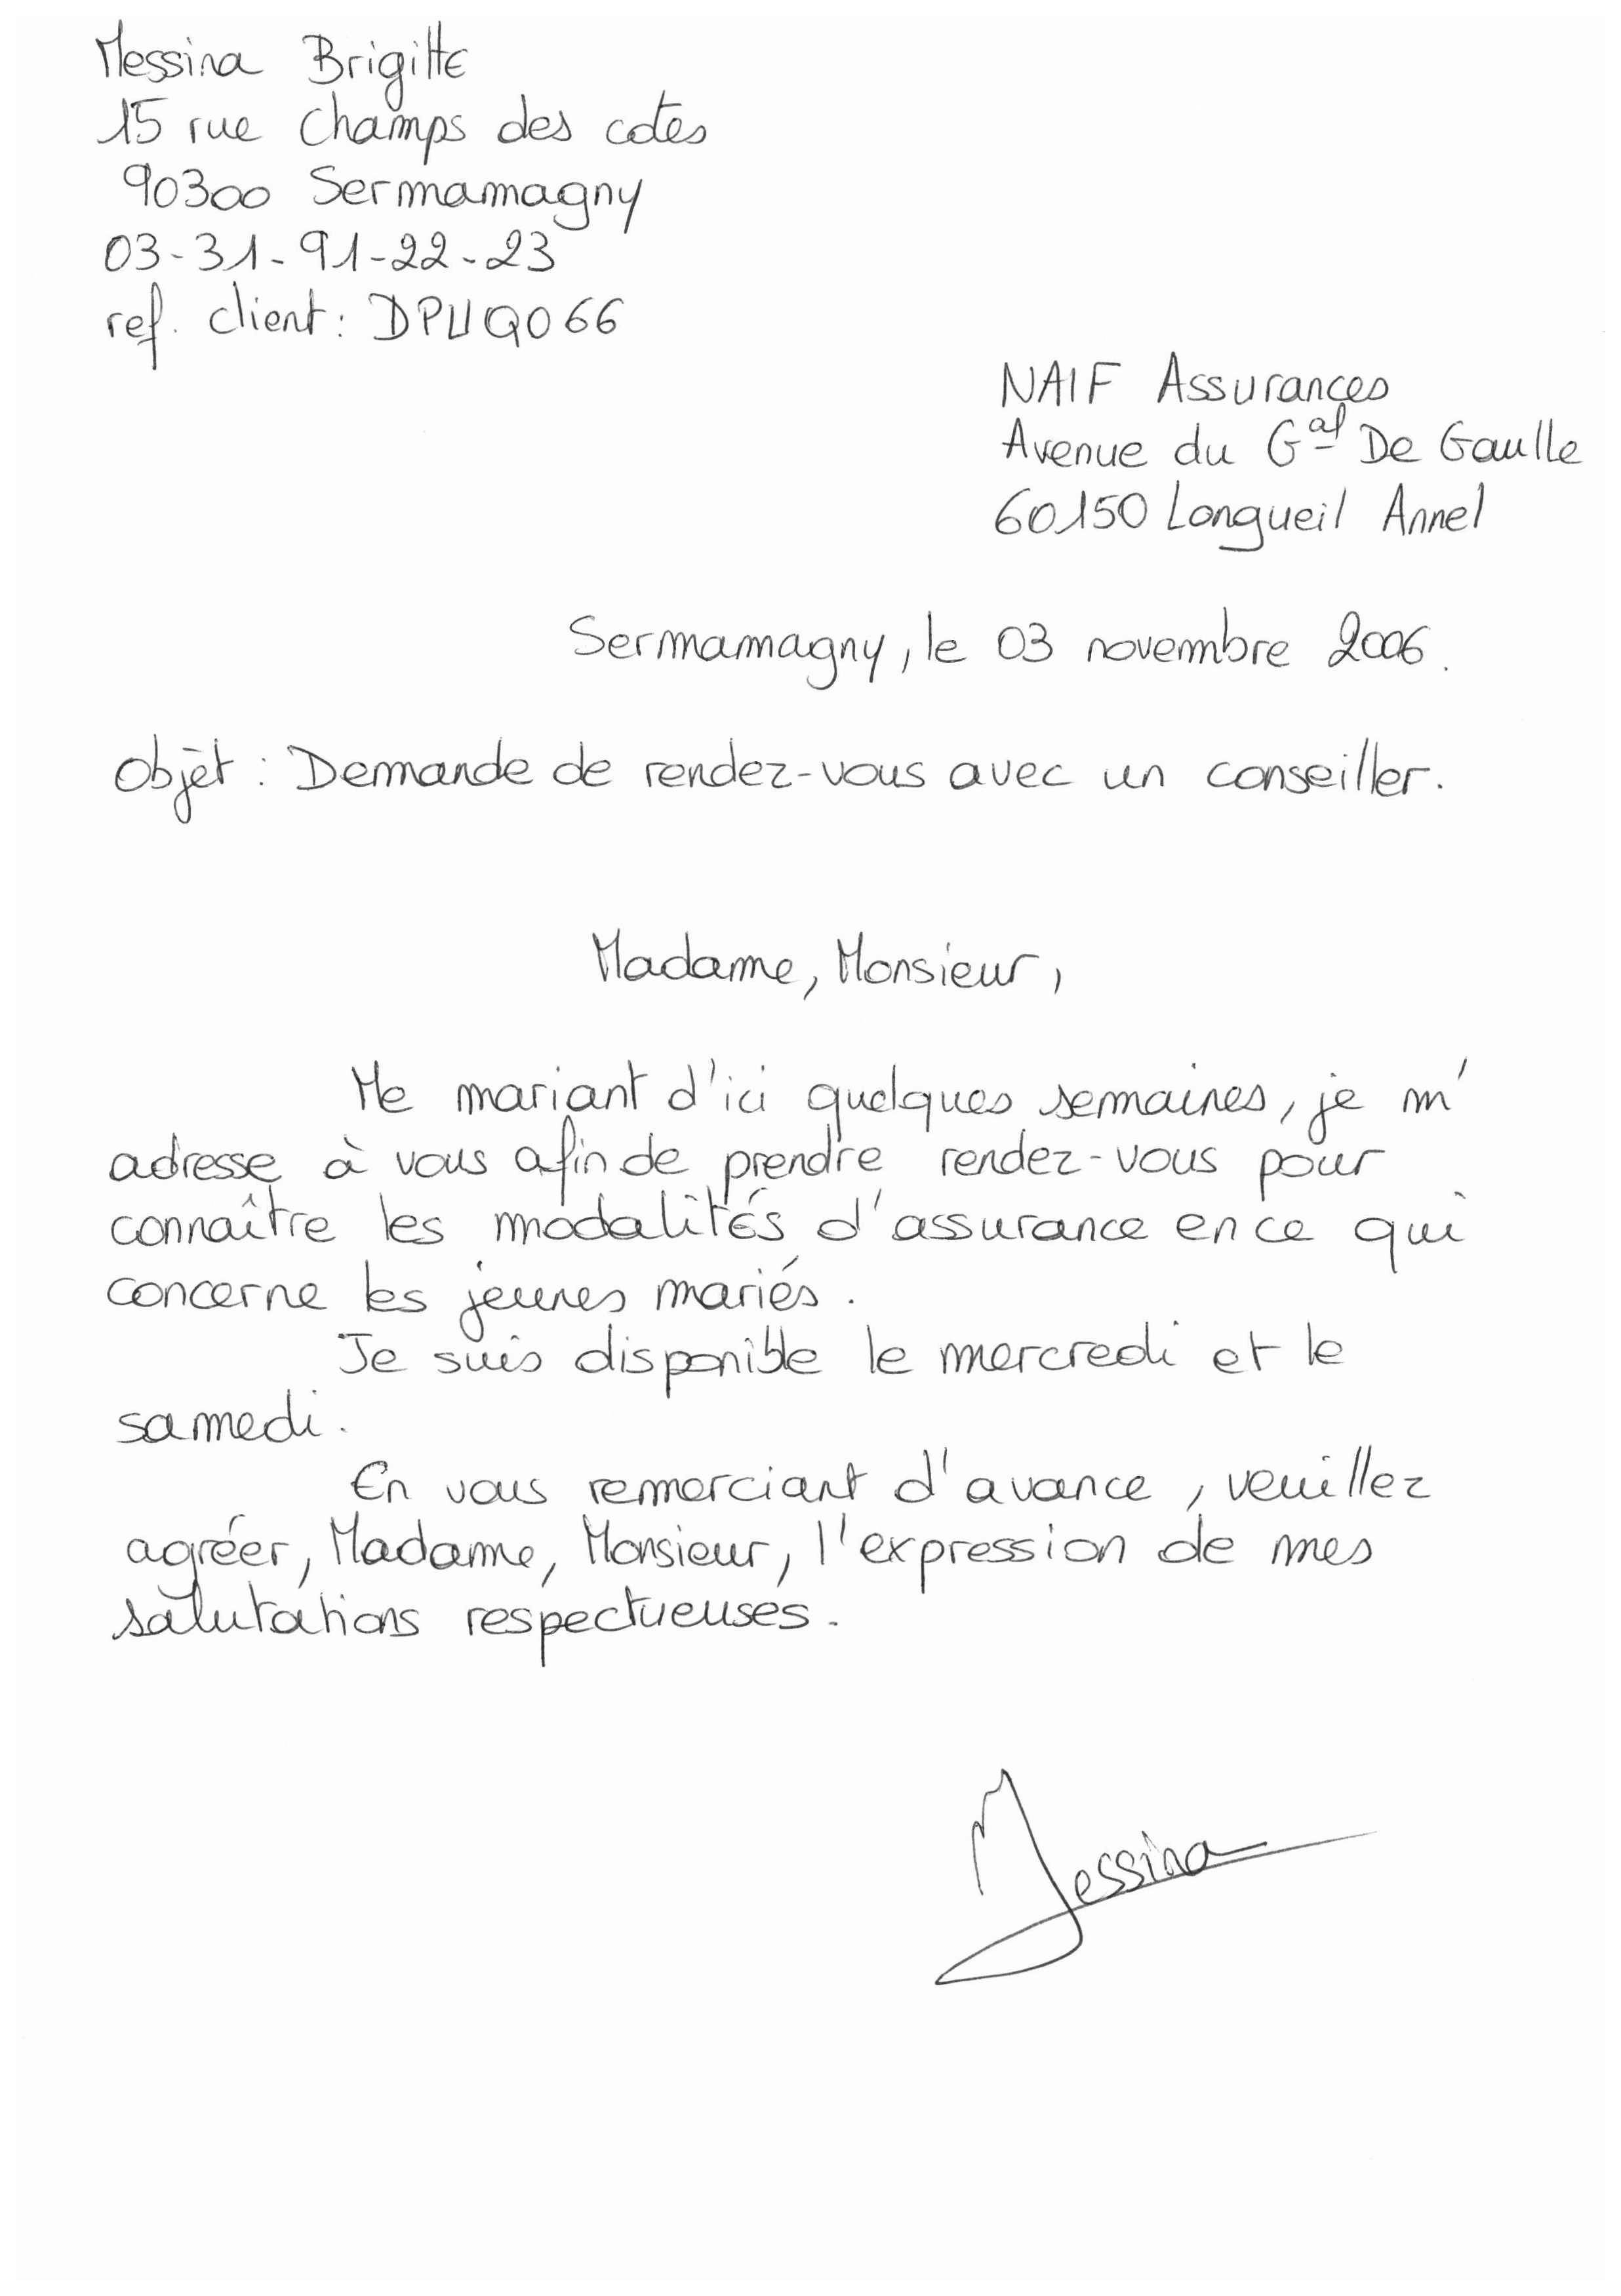 Messina Brigitte
15 rue Champs des cotes
90300 Sermamagny
03-31-91-22-23
ref. client : DPUQ066
NAIF Assurances
Avenue du Gal De Gaulle
60150 Longueil Annel
Sermamagny, le 03 novembre 2006.
Objèt : Demande de rendez-vous avec un conseiller.
Madame, Monsieur,
Me mariant d'ici quelques semaines, je m'
adresse à vous afin de prendre rendez-vous pour
connaître les modalités d'assurance en ce qui
concerne les jeunes mariés.
Je suis disponible le mercredi et le
samedi.
En vous remerciant d'avance, veuillez
agréer, Madame, Monsieur, l'expression de mes
salutations respectueuses.
Messina